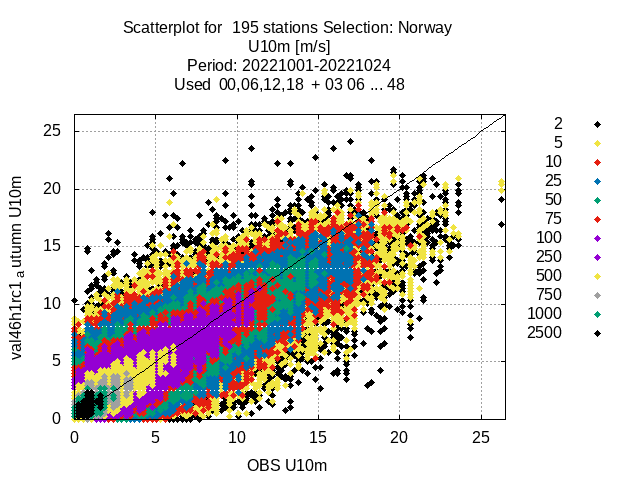 Scatterplot for  195 stations Selection: Norway
U10m [m/s]
Period: 20221001-20221024
Used  00,06,12,18  + 03 06 ... 48
val46h1rc1 a utumn U10m
25
20
15
10
5
0
0 5 10 15 20 25
OBS U10m
2
5
10
25
50
75
100
250
500
750
1000
2500